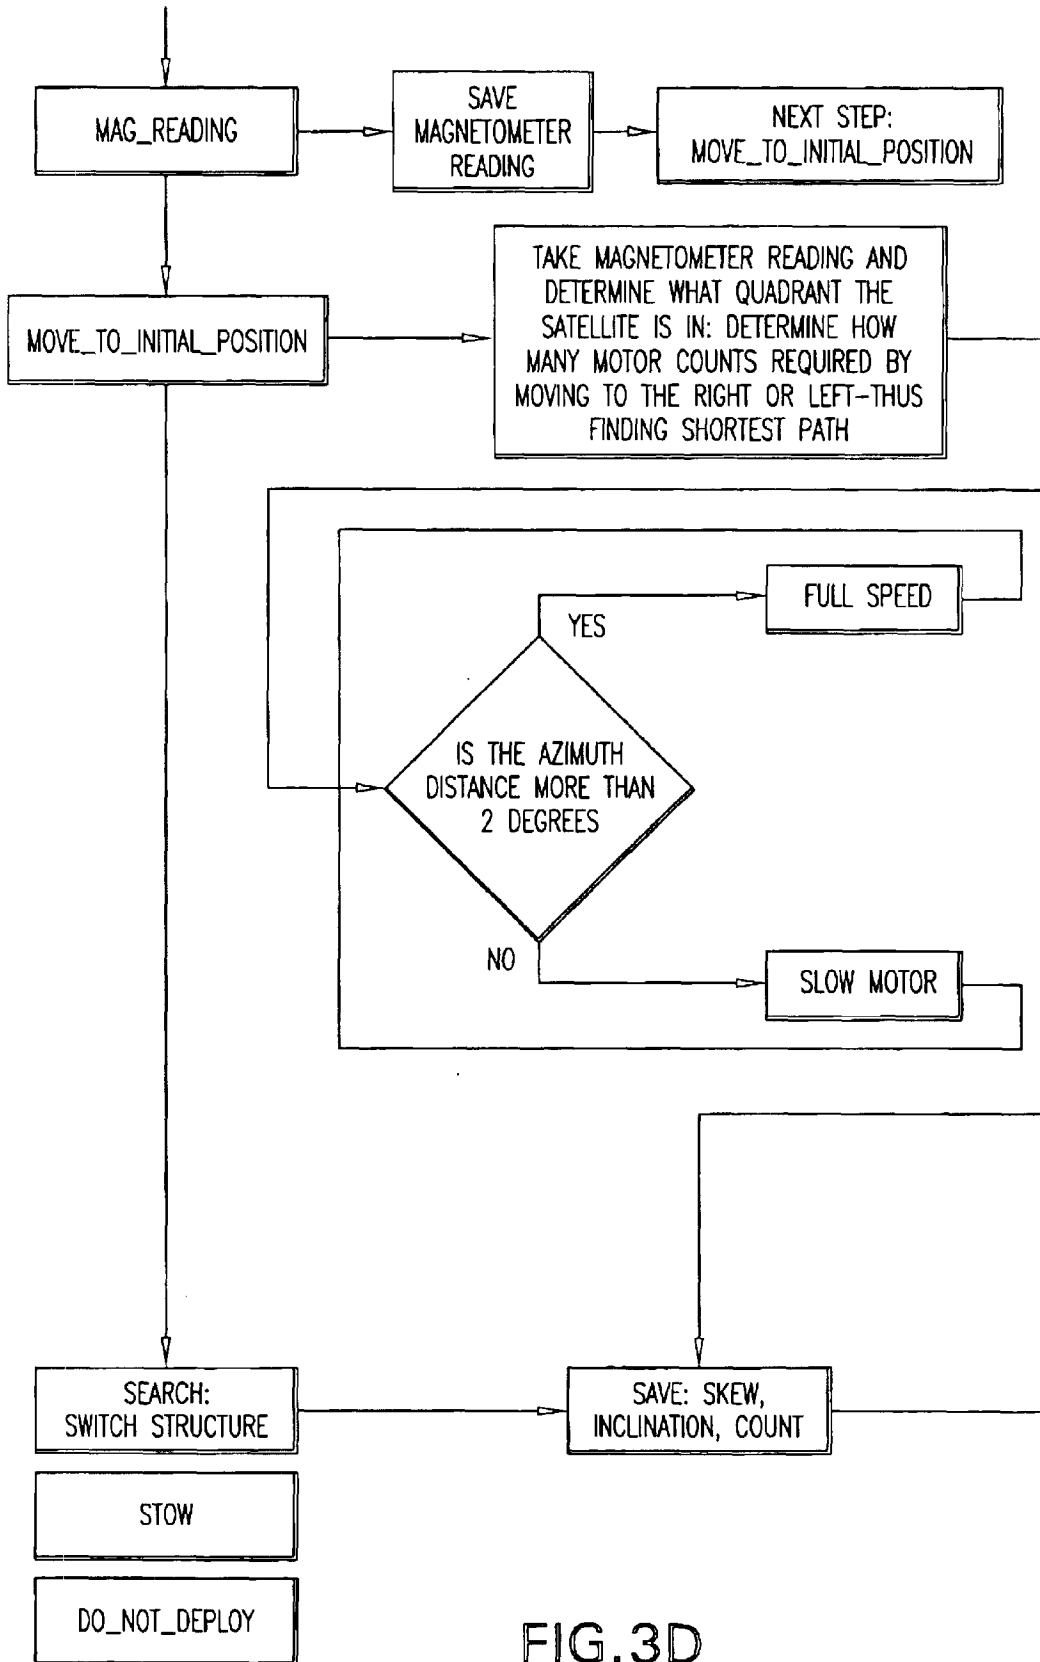 MAG_READING
SAVE
MAGNETOMETER
READING
NEXT STEP:
MOVE_TO_INITIAL_POSITION
MOVE_TO_INITIAL_POSITION
TAKE MAGNETOMETER READING AND
DETERMINE WHAT QUADRANT THE
SATELLITE IS IN: DETERMINE HOW
MANY MOTOR COUNTS REQUIRED BY
MOVING TO THE RIGHT OR LEFT-THUS
FINDING SHORTEST PATH
FULL SPEED
YES
IS THE AZIMUTH
DISTANCE MORE THAN
2 DEGREES
NO
SLOW MOTOR
SEARCH:
SWITCH STRUCTURE
SAVE: SKEW,
INCLINATION, COUNT
STOW
DO_NOT_DEPLOY
FIG.3D